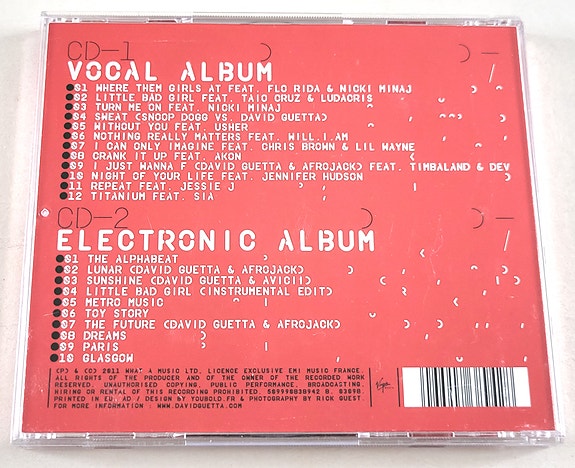 CD-1
VOCAL ALBUM
01 WHERE THEM GIRLS AT FEAT. FLO RIDA & NICKI MINAJ
02 LITTLE BAD GIRL FEAT. TAIO CRUZ & LUDACRIS
03 TURN ME ON FEAT. NICKI MINAJ
04 SWEAT (SNOOP DOGG VS. DAVID GUETTA)
05 WITHOUT YOU FEAT. USHER
06 NOTHING REALLY MATTERS FEAT. WILL.I.AM
07 I CAN ONLY IMAGINE FEAT. CHRIS BROWN & LIL WAYNE
08 CRANK IT UP FEAT. AKON
09 I JUST WANNA F (DAVID GUETTA & AFROJACK) FEAT. TIMBALAND & DEV
10 NIGHT OF YOUR LIFE FEAT. JENNIFER HUDSON
11 REPEAT FEAT. JESSIE J
12 TITANIUM FEAT. SIA
CD-2
ELECTRONIC ALBUM
01 THE ALPHABEAT
02 LUNAR (DAVID GUETTA & AFROJACK)
03 SUNSHINE (DAVID GUETTA & AVICII)
04 LITTLE BAD GIRL (INSTRUMENTAL EDIT)
05 METRO MUSIC
06 TOY STORY
07 THE FUTURE (DAVID GUETTA & AFROJACK)
08 DREAMS
09 PARIS
10 GLASGOW
(P) & (C) 2011 WHAT A MUSIC LTD, LICENCE EXCLUSIVE EMI MUSIC FRANCE.
ALL RIGHTS OF THE PRODUCER AND OF THE OWNER OF THE RECORDED WORK
RESERVED. UNAUTHORISED COPYING, PUBLIC PERFORMANCE, BROADCASTING,
HIRING OR RENTAL OF THIS RECORDING PROHIBITED.
PRINTED IN EU. / DESIGN BY YOUBOLD.FR & PHOTOGRAPHY BY RICK GUEST.
FOR MORE INFORMATION : WWW.DAVIDGUETTA.COM
Virgin